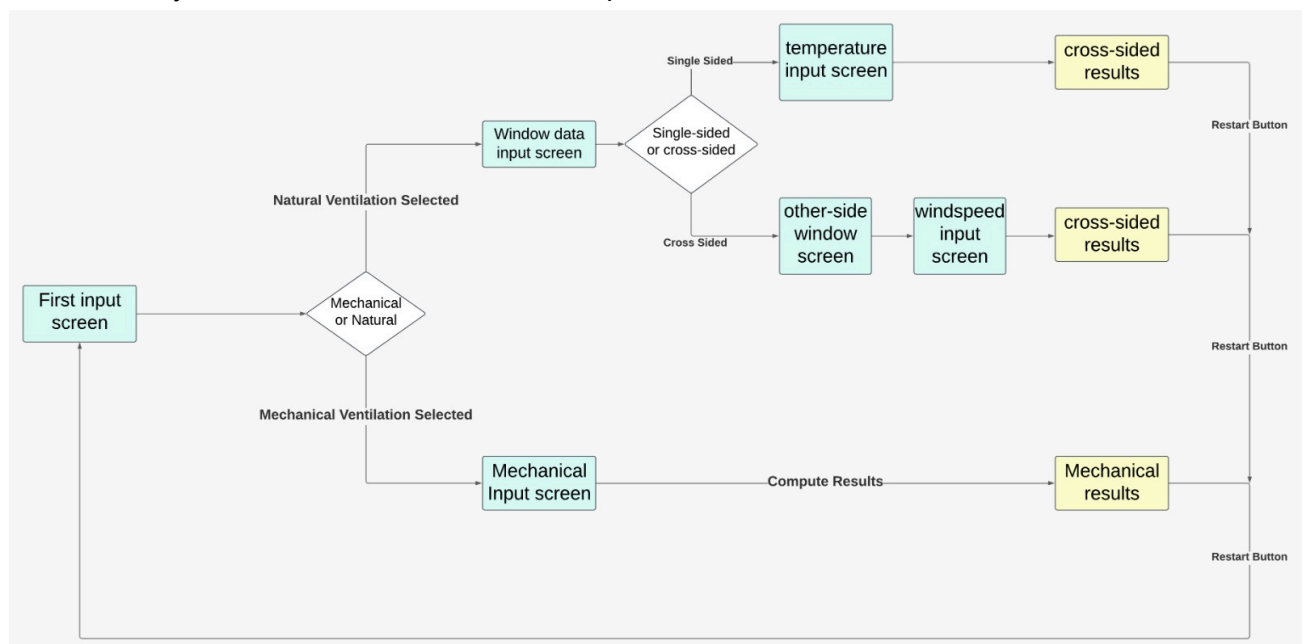 Single Sided
temperature
input screen
cross-sided
results
Restart Button
Window data
input screen
Single-sided
or cross-sided
Natural Ventilation Selected
Cross Sided
other-side
window
screen
windspeed
input
screen
cross-sided
results
First input
screen
Mechanical
or Natural
Restart Button
Mechanical Ventilation Selected
Mechanical
Input screen
Compute Results
Mechanical
results
Restart Button